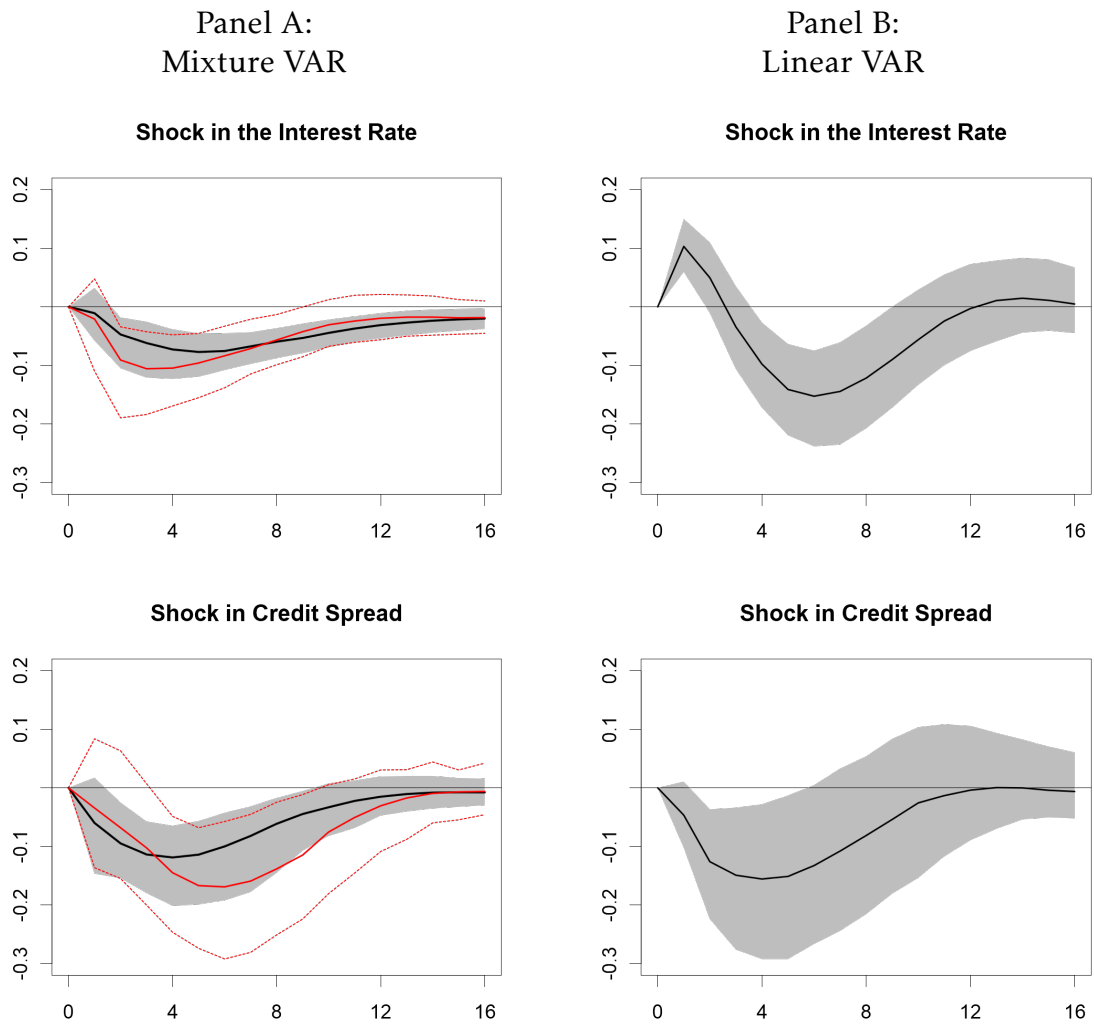 Panel A:
Mixture VAR
Panel B:
Linear VAR
Shock in the Interest Rate
0.2
0.1
0.0
-0.1
-0.2
-0.3
0 4 8 12 16
Shock in the Interest Rate
0.2
0.1
-0.1
-0.2
-0.3
0 4 8 12 16
Shock in Credit Spread
0.2
0.1
-0.1
-0.2
-0.3
0 4 8 12 16
Shock in Credit Spread
0.2
0.1
-0.1
-0.2
-0.3
0 4 8 12 16